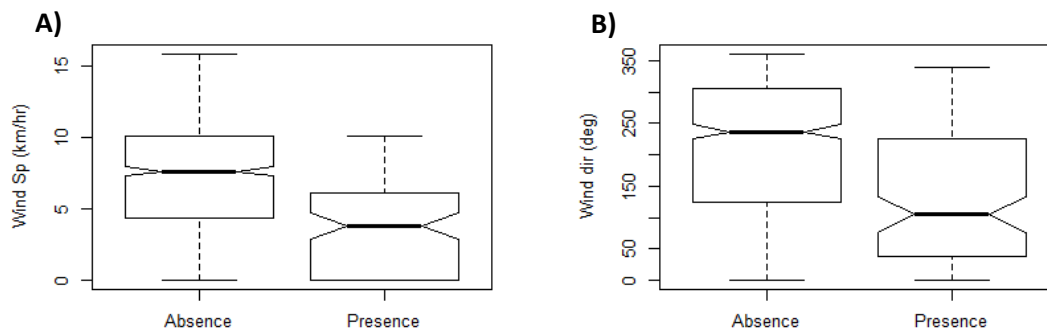 A)
Wind Sp (km/hr)
15
10
5
0
Absence
Presence
B)
Wind dir (deg)
350
250
150
50
0
Absence
Presence